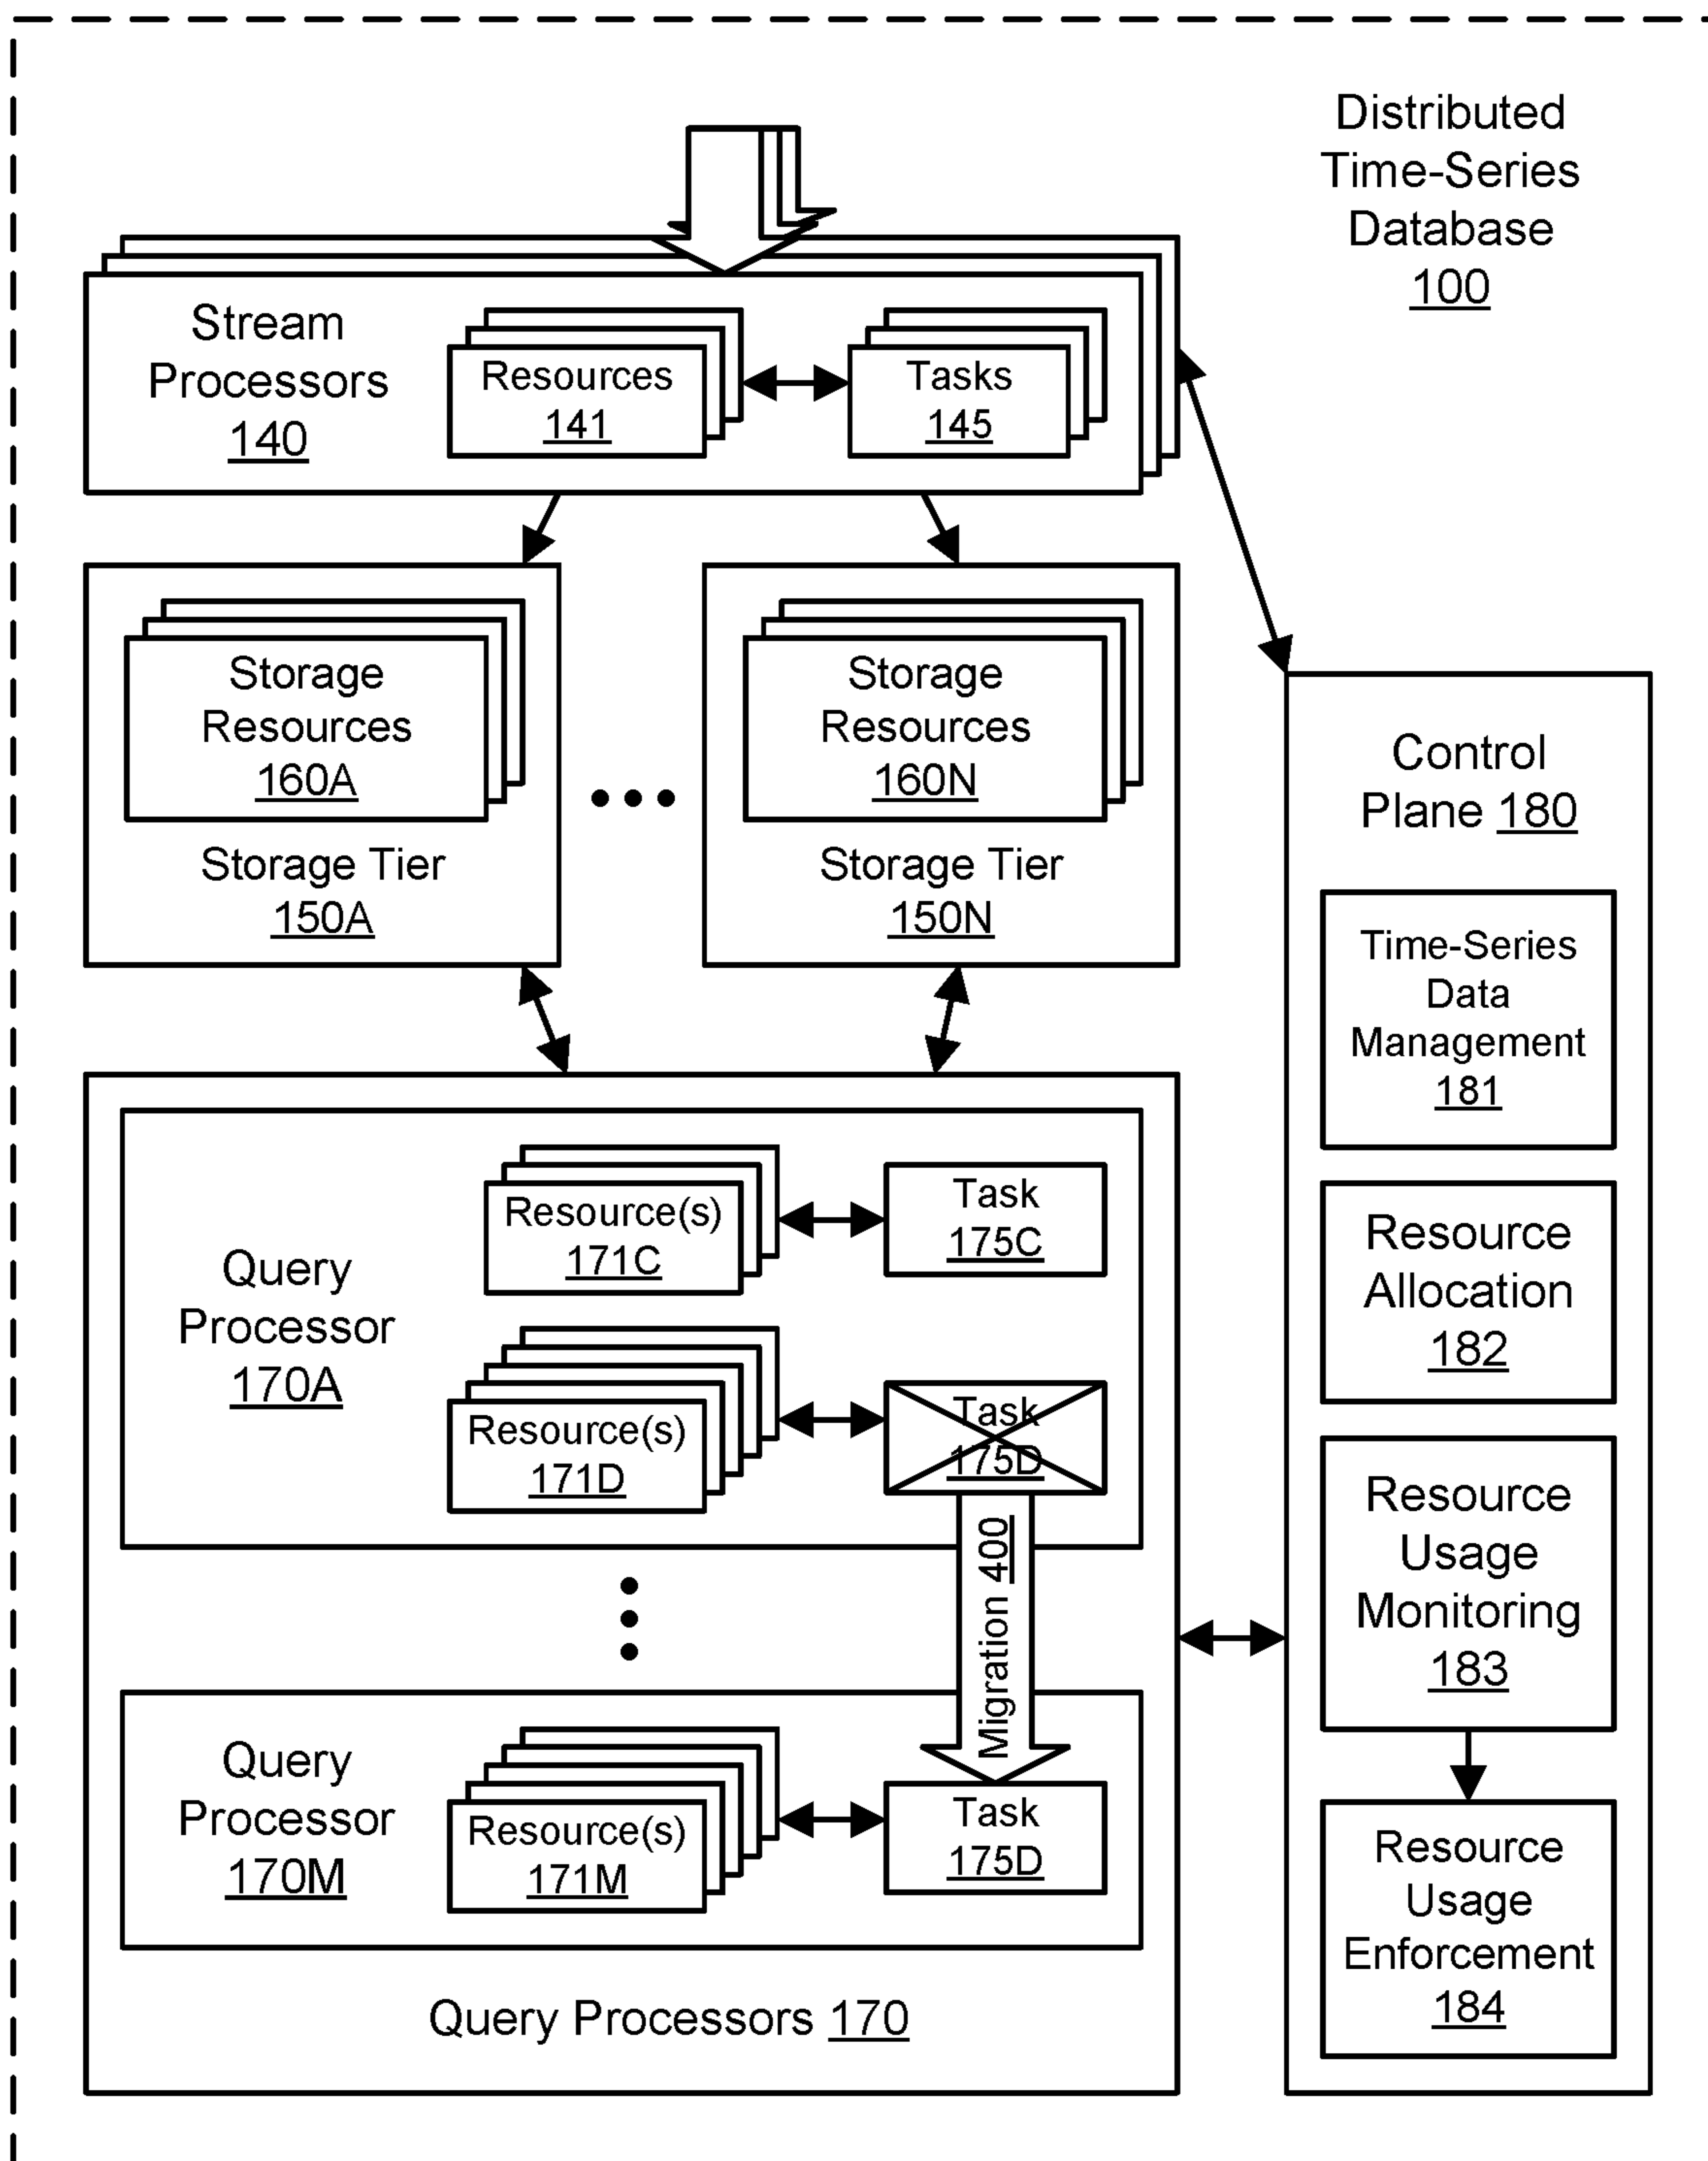 Distributed
Time-Series
Database
100
Stream
Processors
140
Resources
141
Tasks
145
Storage
Resources
160A
Storage Tier
150A
Storage
Resources
160N
Storage Tier
150N
Control
Plane 180
Time-Series
Data
Management
181
Resource
Allocation
182
Resource
Usage
Monitoring
183
Resource
Usage
Enforcement
184
Query
Processor
170A
Resource(s)
171C
Task
175C
Resource(s)
171D
Task
175D
Migration 400
Query
Processor
170M
Resource(s)
171M
Task
175D
Query Processors 170